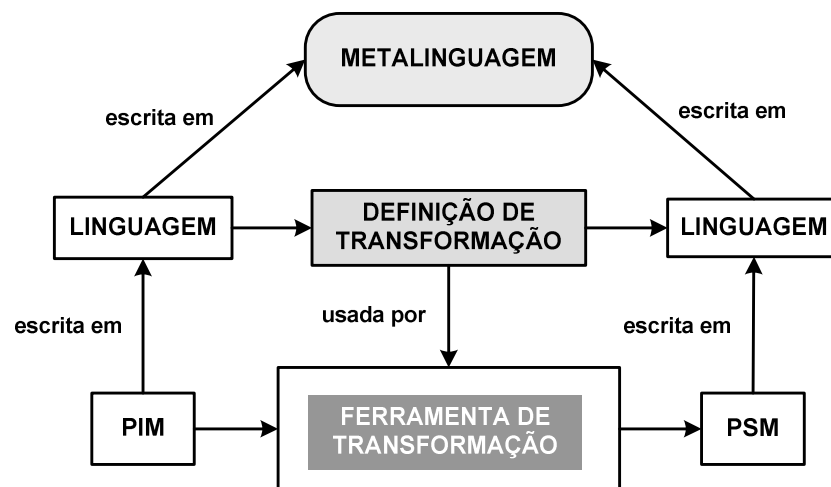 METALINGUAGEM
escrita em
escrita em
LINGUAGEM
DEFINIÇÃO DE
TRANSFORMAÇÃO
LINGUAGEM
escrita em
usada por
escrita em
PIM
FERRAMENTA DE
TRANSFORMAÇÃO
PSM